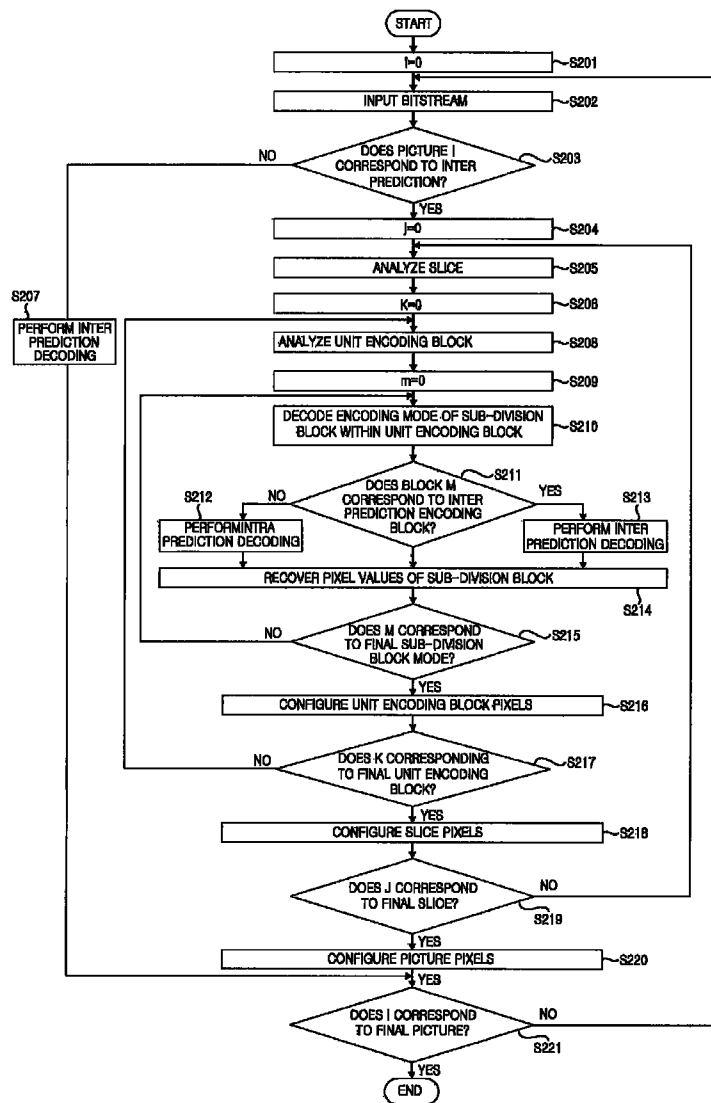 START
I=0
S201
INPUT BITSTREAM
S202
DOES PICTURE I
CORRESPOND TO INTER
PREDICTION?
S203
NO
YES
J=0
S204
ANALYZE SLICE
S205
S207
PERFORM INTER
PREDICTION
DECODING
K=0
S206
ANALYZE UNIT ENCODING BLOCK
S208
m=0
S209
DECODE ENCODING MODE OF SUB-DIVISION
BLOCK WITHIN UNIT ENCODING BLOCK
S210
DOES BLOCK M
CORRESPOND TO INTER
PREDICTION ENCODING
BLOCK?
S211
NO
YES
S212
PERFORMINTRA
PREDICTION DECODING
S213
PERFORM INTER
PREDICTION DECODING
RECOVER PIXEL VALUES OF SUB-DIVISION BLOCK
S214
DOES M CORRESPOND
TO FINAL SUB-DIVISION
BLOCK MODE?
S215
NO
YES
CONFIGURE UNIT ENCODING BLOCK PIXELS
S216
DOES K CORRESPONDING
TO FINAL UNIT ENCODING
BLOCK?
S217
NO
YES
CONFIGURE SLICE PIXELS
S218
DOES J CORRESPOND
TO FINAL SLICE?
NO
S219
YES
CONFIGURE PICTURE PIXELS
S220
YES
DOES I CORRESPOND
TO FINAL PICTURE?
NO
S221
YES
END